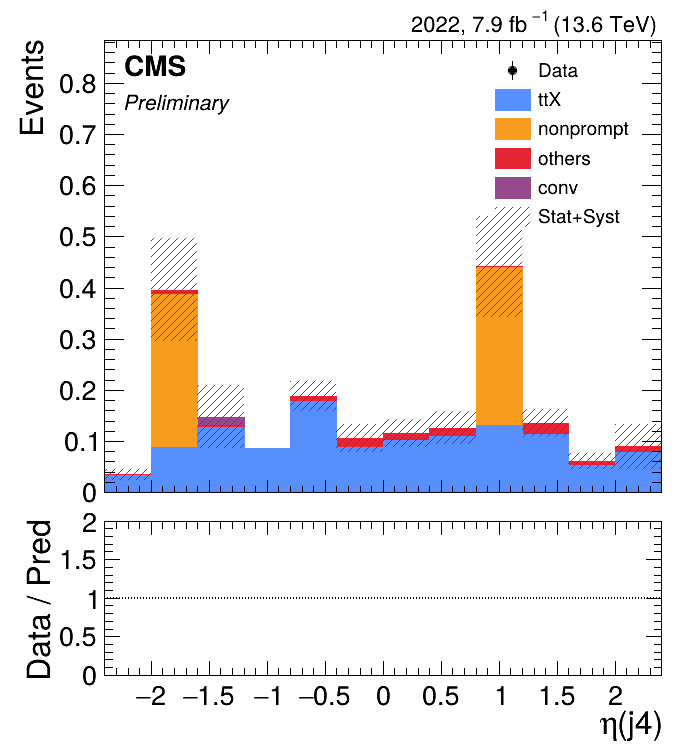 2022, 7.9 fb⁻¹ (13.6 TeV)
CMS
Preliminary
Data
ttX
nonprompt
others
conv
Stat+Syst
Events
0.8
0.7
0.6
0.5
0.4
0.3
0.2
0.1
0
Data / Pred
2
1.5
1
0.5
0
−2 −1.5 −1 −0.5 0 0.5 1 1.5 2
η(j4)